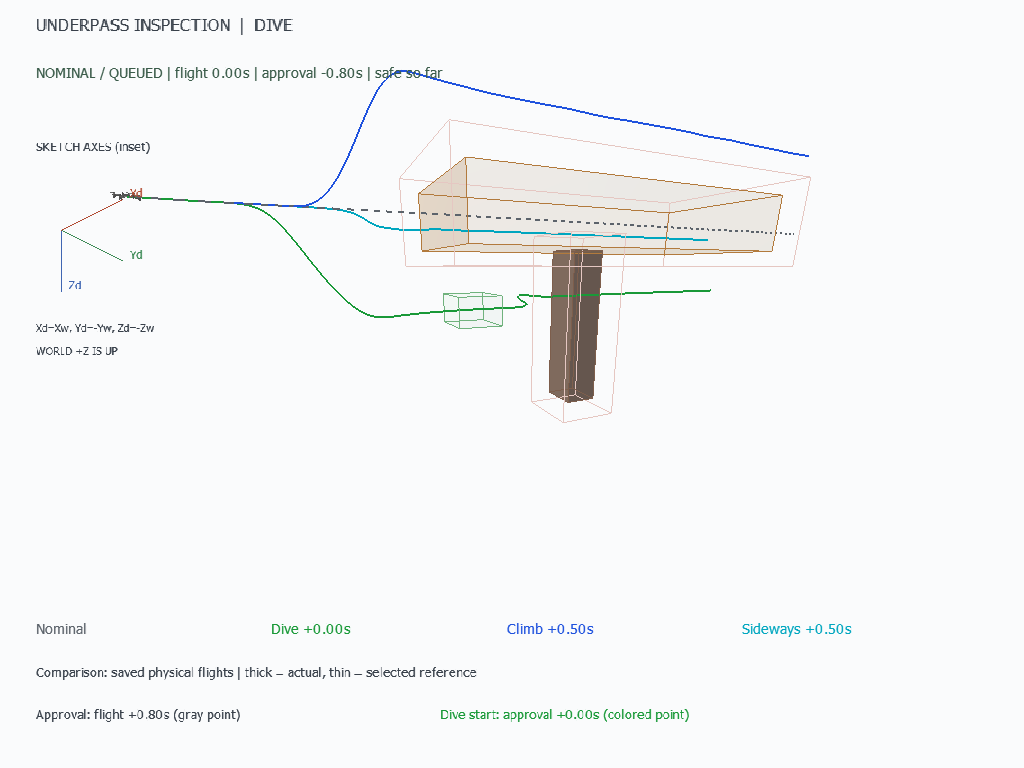 UNDERPASS INSPECTION | DIVE
NOMINAL / QUEUED | flight 0.00s | approval -0.80s | safe so far
SKETCH AXES (inset)
Xd
Yd
Zd
Xd=Xw, Yd=-Yw, Zd=-Zw
WORLD +Z IS UP
Nominal
Dive +0.00s
Climb +0.50s
Sideways +0.50s
Comparison: saved physical flights | thick = actual, thin = selected reference
Approval: flight +0.80s (gray point)
Dive start: approval +0.00s (colored point)